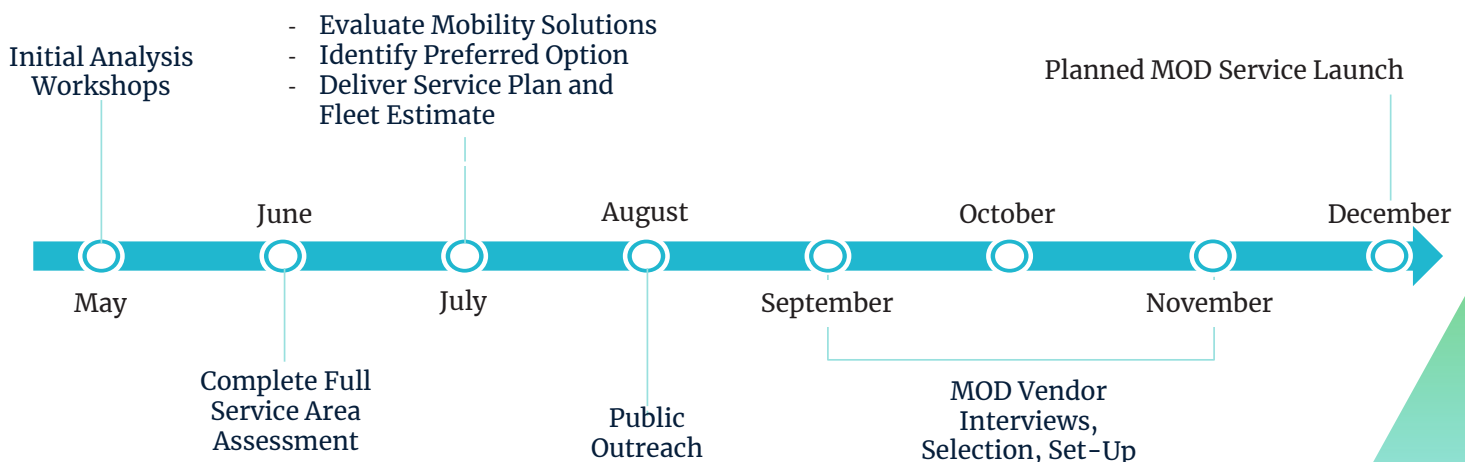 Initial Analysis
Workshops
- Evaluate Mobility Solutions
- Identify Preferred Option
- Deliver Service Plan and
Fleet Estimate
Planned MOD Service Launch
June
August
October
December
May
July
September
November
Complete Full
Service Area
Assessment
Public
Outreach
MOD Vendor
Interviews,
Selection, Set-Up